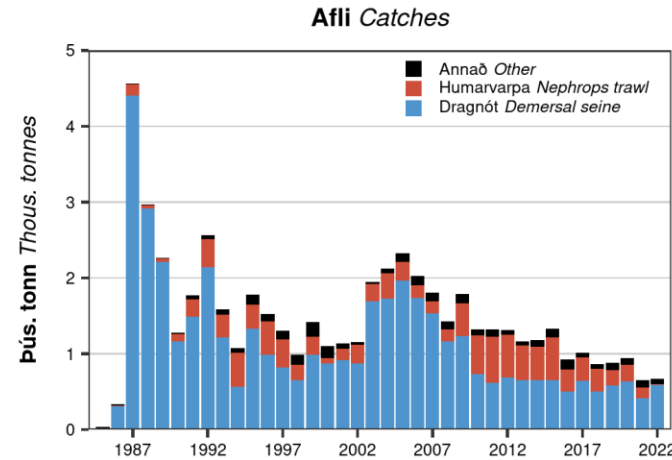 Afli Catches
Þús. tonn Thous. tonnes
5
4
3
2
1
0
Annað Other
Humarvarpa Nephrops trawl
Dragnót Demersal seine
1987 1992 1997 2002 2007 2012 2017 2022